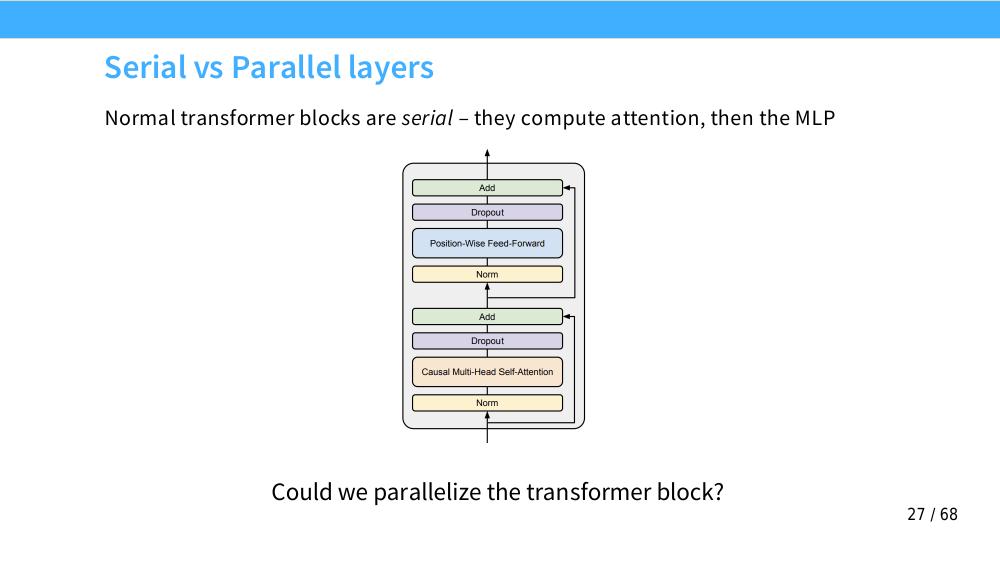 Serial vs Parallel layers
Normal transformer blocks are serial – they compute attention, then the MLP
Add
Dropout
Position-Wise Feed-Forward
Norm
Add
Dropout
Causal Multi-Head Self-Attention
Norm
Could we parallelize the transformer block?
27 / 68